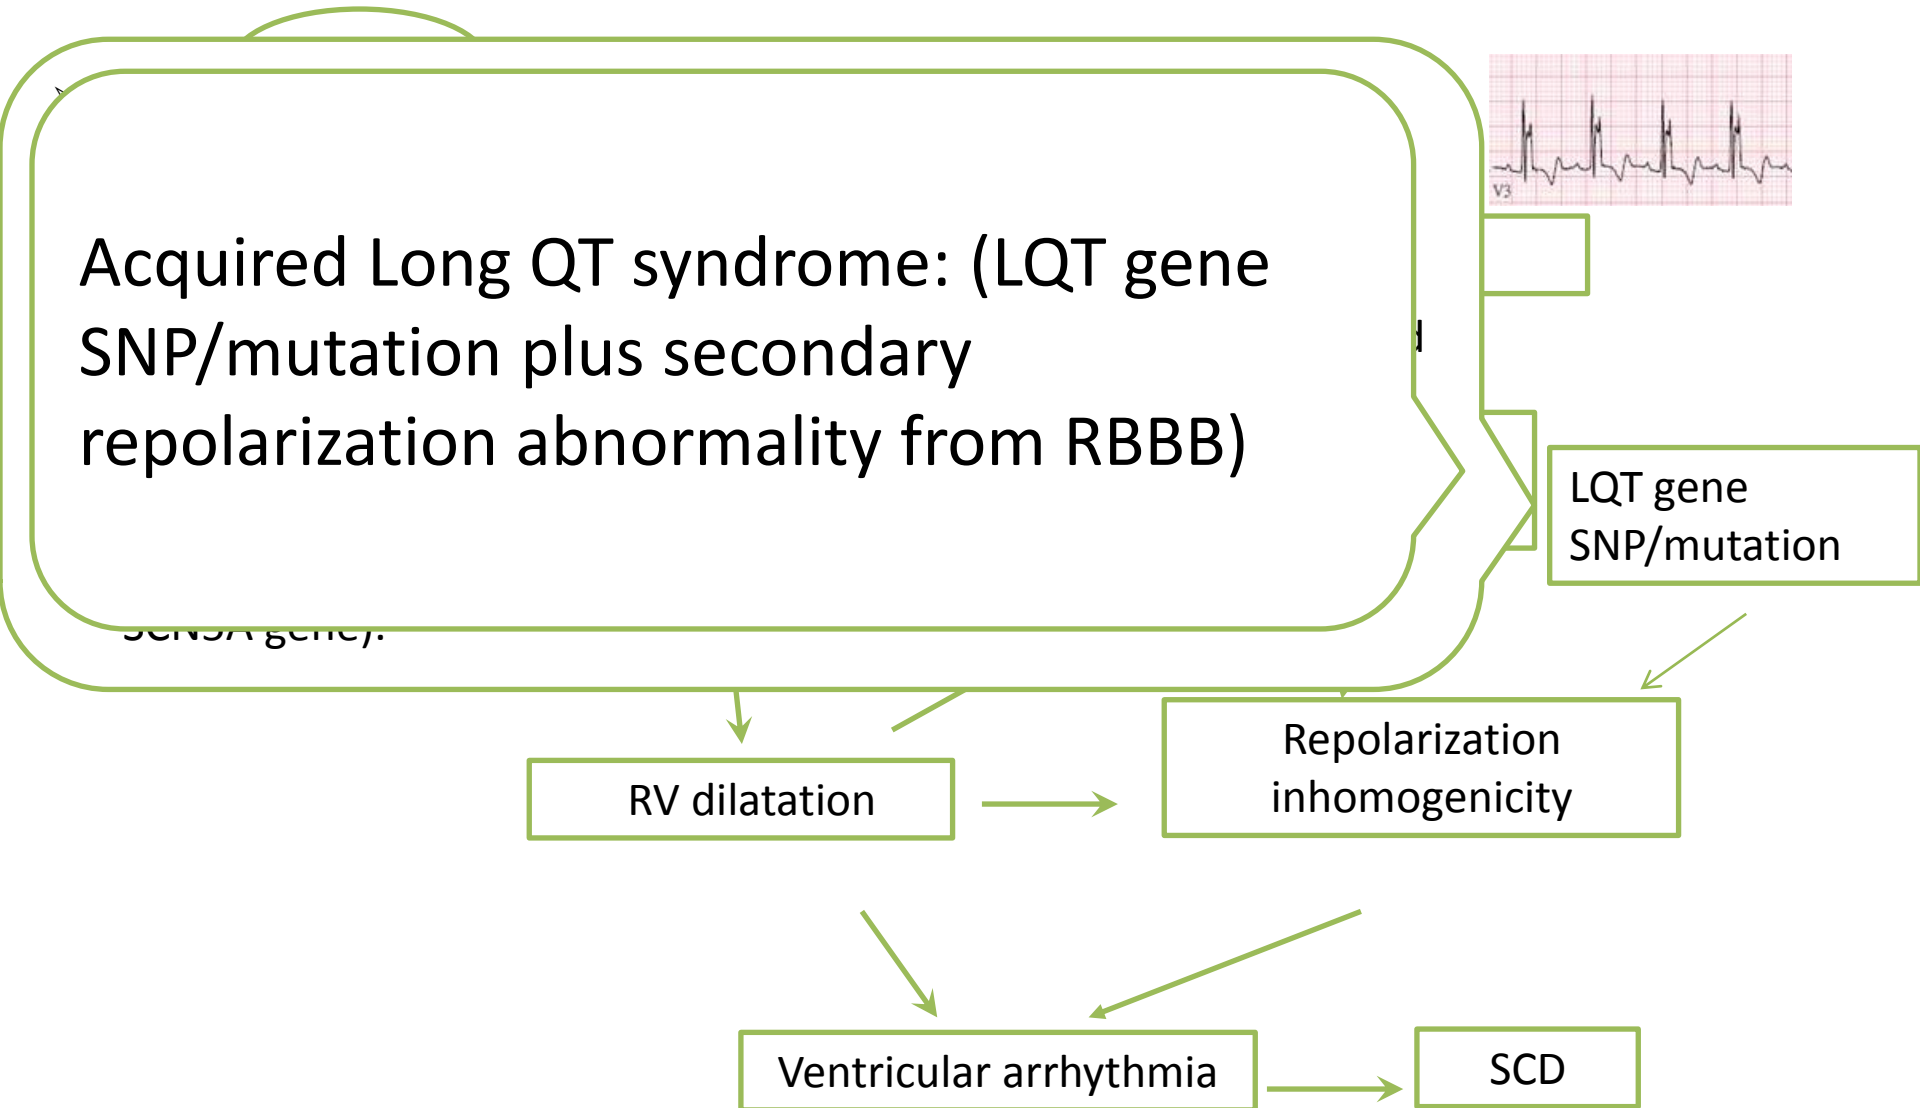 V3
Acquired Long QT syndrome: (LQT gene
SNP/mutation plus secondary
repolarization abnormality from RBBB)
LQT gene
SNP/mutation
gene).
Repolarization
inhomogenicity
RV dilatation
Ventricular arrhythmia
SCD